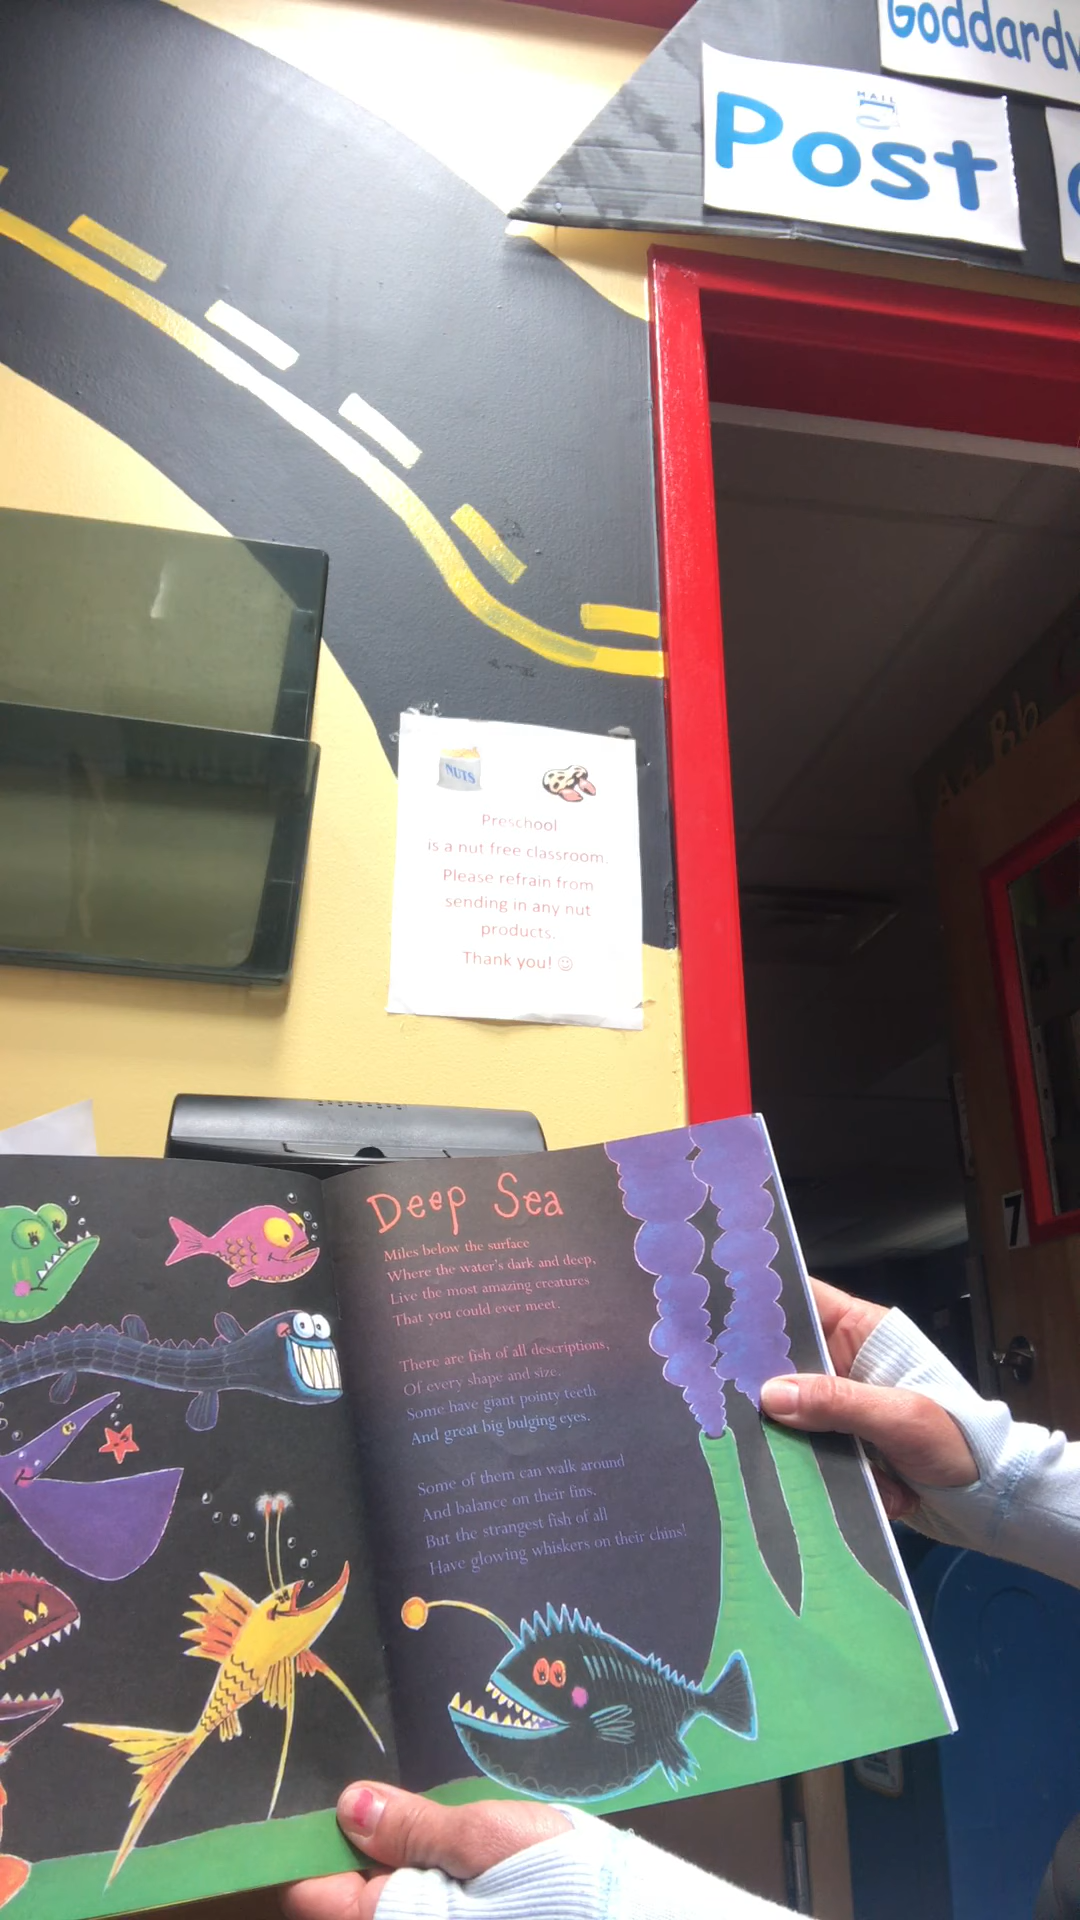 Goddardv
MAIL
Post
NUTS
Preschool
is a nut free classroom.
Please refrain from
sending in any nut
products.
Thank you! ☺
Aa Bb
7
Deep Sea
Miles below the surface
Where the water's dark and deep,
Live the most amazing creatures
That you could ever meet.
There are fish of all descriptions,
Of every shape and size.
Some have giant pointy teeth
And great big bulging eyes.
Some of them can walk around
And balance on their fins.
But the strangest fish of all
Have glowing whiskers on their chins!